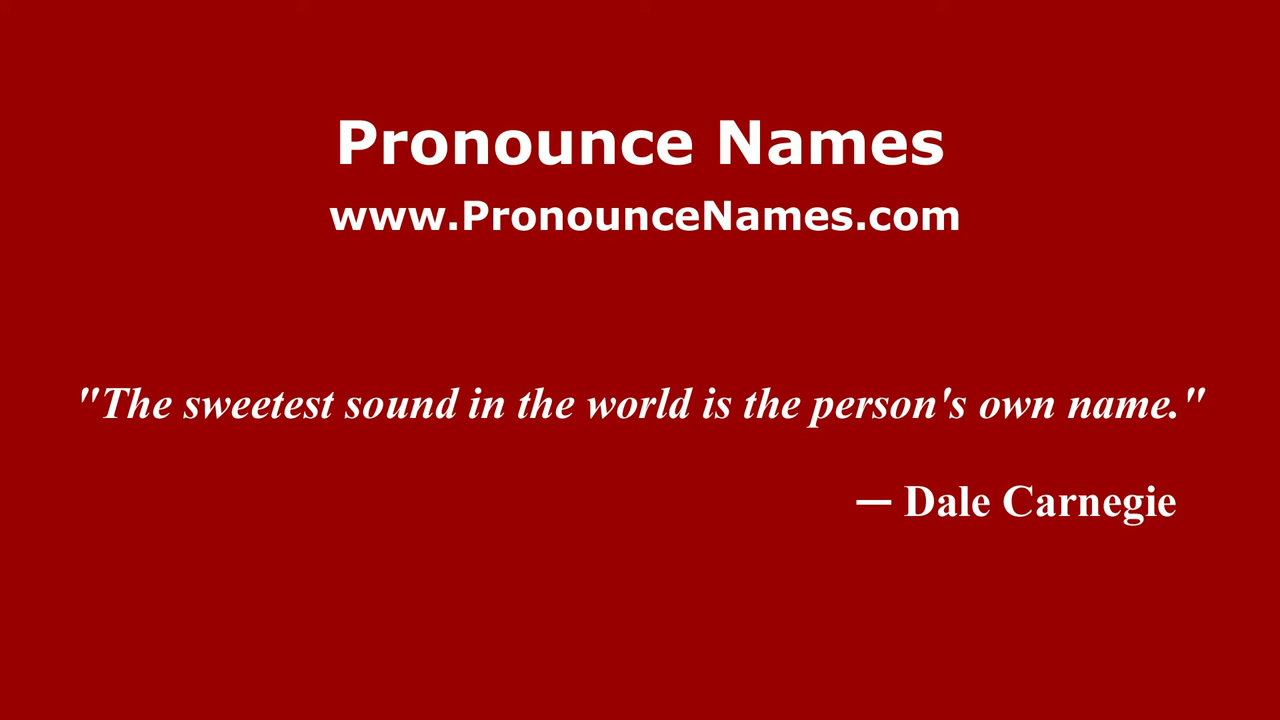 Pronounce Names
www.PronounceNames.com
"The sweetest sound in the world is the person's own name."
— Dale Carnegie